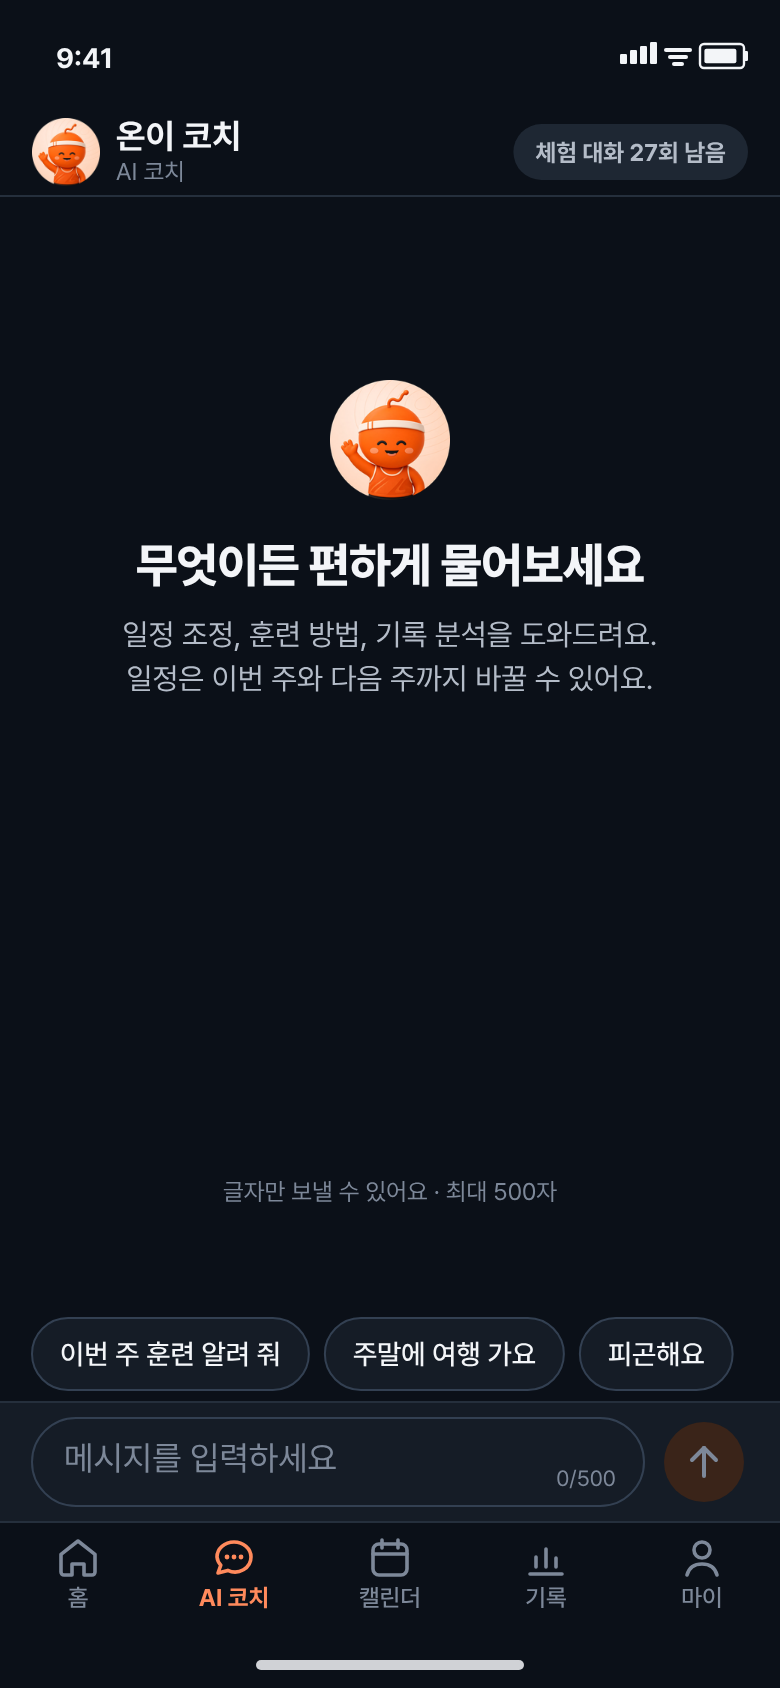 9:41
온이 코치
AI 코치
체험 대화 27회 남음
무엇이든 편하게 물어보세요
일정 조정, 훈련 방법, 기록 분석을 도와드려요.
일정은 이번 주와 다음 주까지 바꿀 수 있어요.
글자만 보낼 수 있어요 · 최대 500자
이번 주 훈련 알려 줘
주말에 여행 가요
피곤해요
메시지를 입력하세요
0/500
홈
AI 코치
캘린더
기록
마이